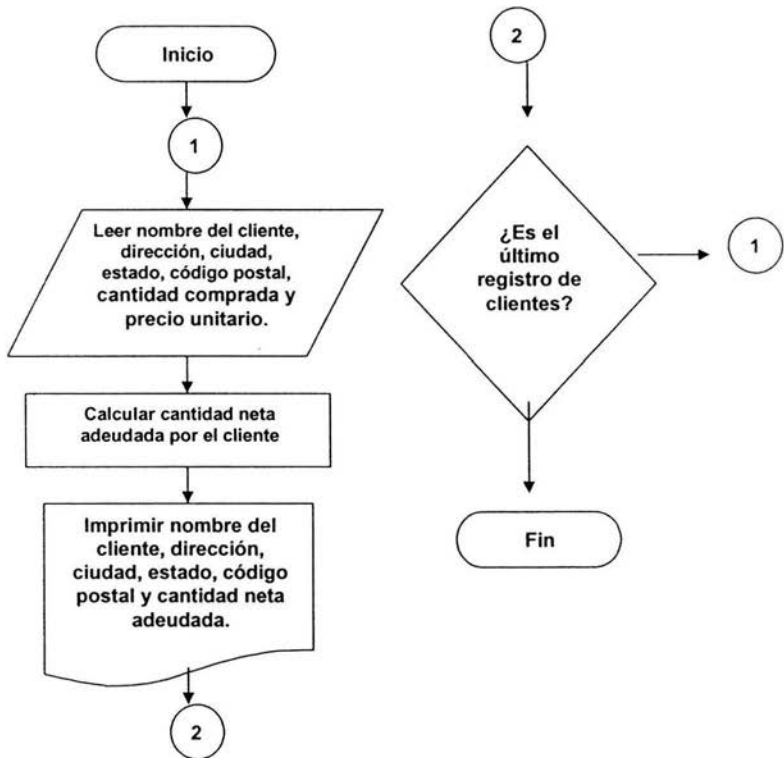 Inicio
1
Leer nombre del cliente,
dirección, ciudad,
estado, código postal,
cantidad comprada y
precio unitario.
Calcular cantidad neta
adeudada por el cliente
Imprimir nombre del
cliente, dirección,
ciudad, estado, código
postal y cantidad neta
adeudada.
2
2
¿Es el
último
registro de
clientes?
1
Fin